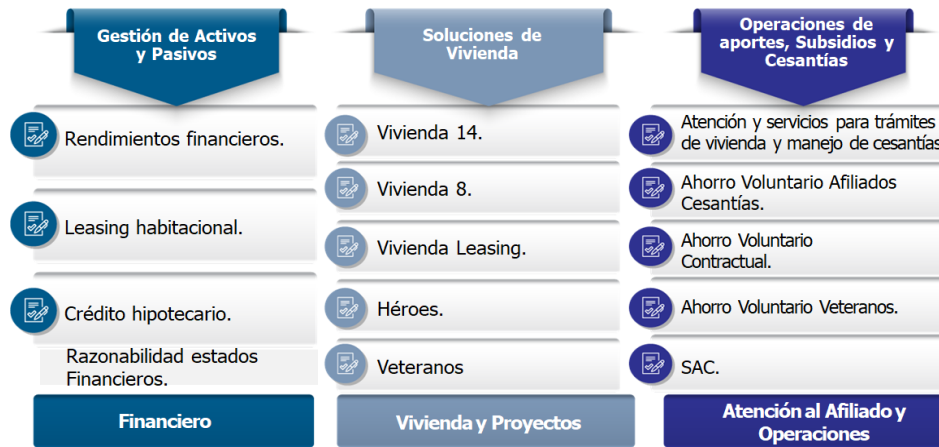 Gestión de Activos
y Pasivos
Rendimientos financieros.
Leasing habitacional.
Crédito hipotecario.
Razonabilidad estados
Financieros.
Financiero
Soluciones de
Vivienda
Vivienda 14.
Vivienda 8.
Vivienda Leasing.
Héroes.
Veteranos
Vivienda y Proyectos
Operaciones
de aportes, Subsidios y
Cesantías
Atención y servicios para trámites
de vivienda y manejo de cesantías
Ahorro Voluntario Afiliados
Cesantías.
Ahorro Voluntario
Contractual.
Ahorro Voluntario Veteranos.
SAC.
Atención al Afiliado y
Operaciones